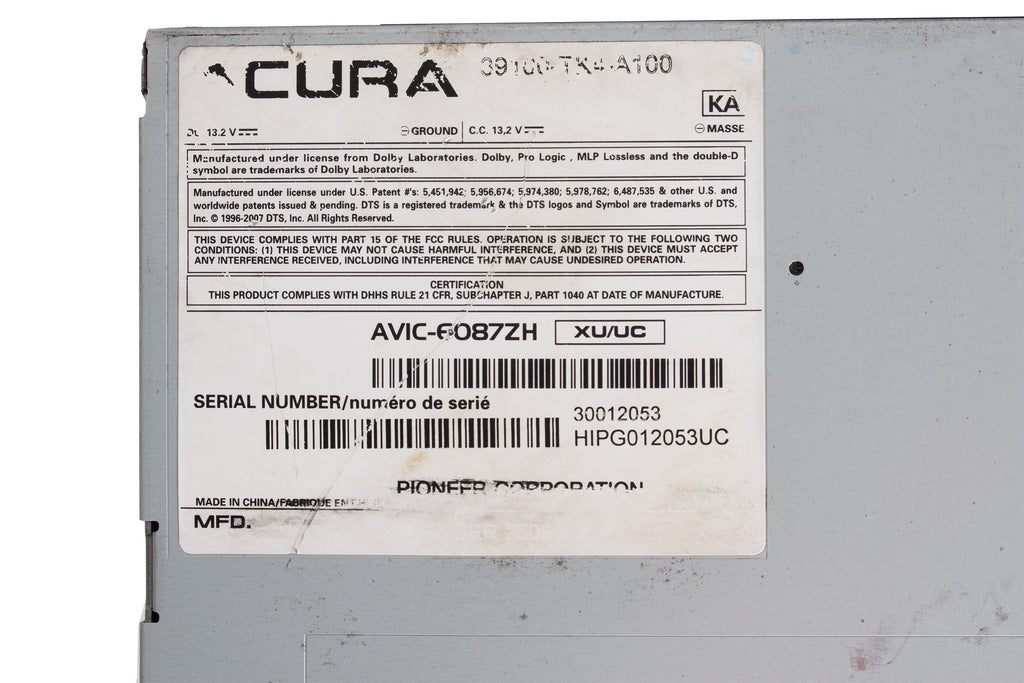 ACURA 39100-TK4-A100
KA
13.2 V GROUND C.C. 13,2 V MASSE
Manufactured under license from Dolby Laboratories. Dolby, Pro Logic , MLP Lossless and the double-D
symbol are trademarks of Dolby Laboratories.
Manufactured under license under U.S. Patent #'s: 5,451,942; 5,956,674; 5,974,380; 5,978,762; 6,487,535 & other U.S. and
worldwide patents issued & pending. DTS is a registered trademark & the DTS logos and Symbol are trademarks of DTS,
Inc. © 1996-2007 DTS, Inc. All Rights Reserved.
THIS DEVICE COMPLIES WITH PART 15 OF THE FCC RULES. OPERATION IS SUBJECT TO THE FOLLOWING TWO
CONDITIONS: (1) THIS DEVICE MAY NOT CAUSE HARMFUL INTERFERENCE, AND (2) THIS DEVICE MUST ACCEPT
ANY INTERFERENCE RECEIVED, INCLUDING INTERFERENCE THAT MAY CAUSE UNDESIRED OPERATION.
CERTIFICATION
THIS PRODUCT COMPLIES WITH DHHS RULE 21 CFR, SUBCHAPTER J, PART 1040 AT DATE OF MANUFACTURE.
AVIC-6087ZH XU/UC
SERIAL NUMBER/numéro de serié
30012053
HIPG012053UC
PIONEER CORPORATION
MADE IN CHINA/FABRIQUE EN
MFD.